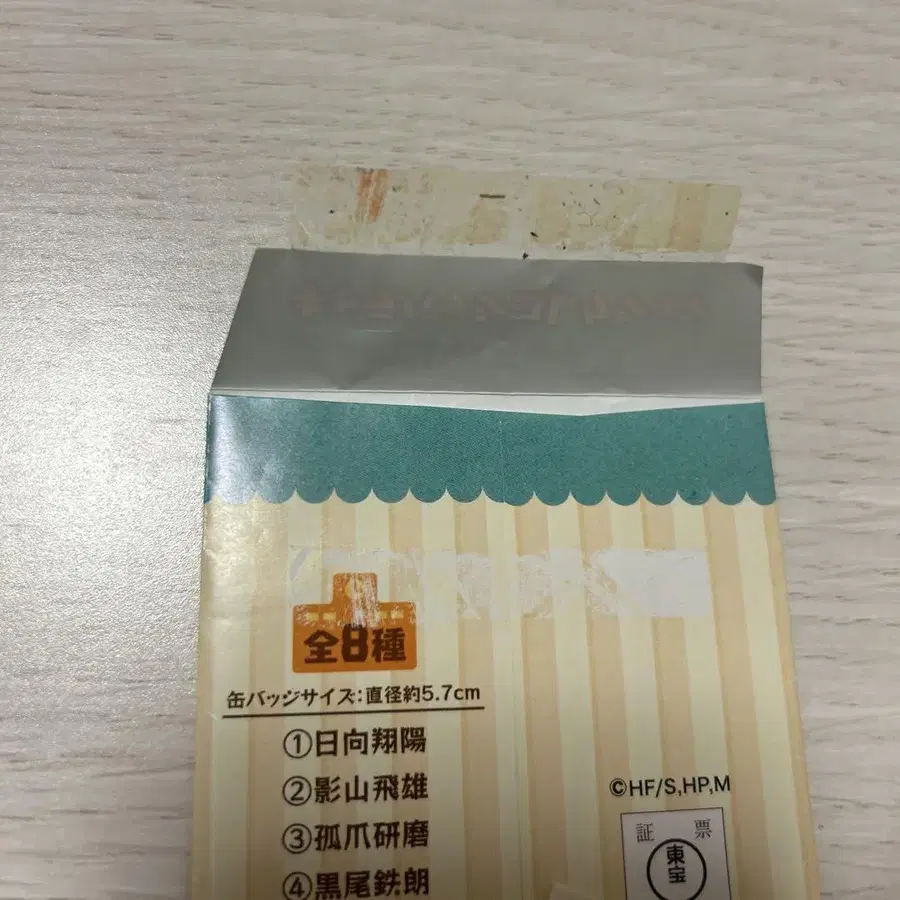 全8種
缶バッジサイズ:直径約5.7cm
①日向翔陽
②影山飛雄
③孤爪研磨
④黒尾鉄朗
©HF/S,HP,M
証 票
東宝